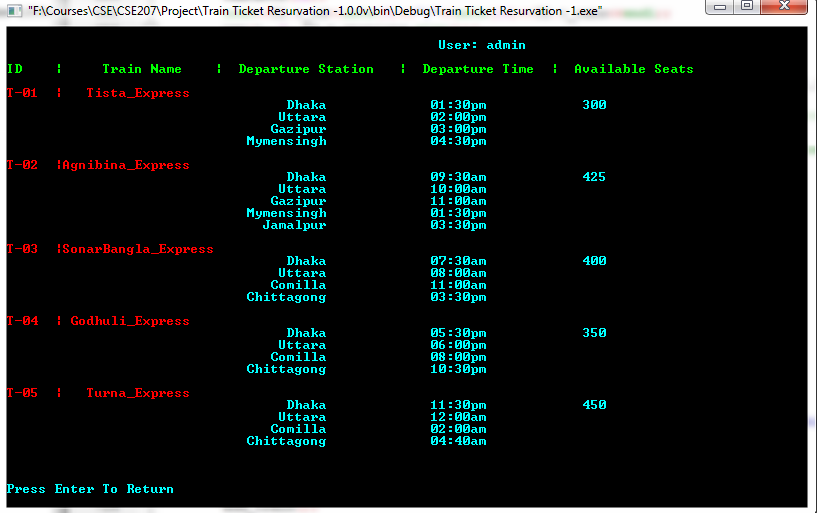 "F:\Courses\CSE\CSE207\Project\Train Ticket Resurvation -1.0.0v\bin\Debug\Train Ticket Resurvation -1.exe"
User: admin
ID ¦ Train Name ¦ Departure Station ¦ Departure Time ¦ Available Seats
T-01 ¦ Tista_Express
Dhaka 01:30pm 300
Uttara 02:00pm
Gazipur 03:00pm
Mymensingh 04:30pm
T-02 ¦Agnibina_Express
Dhaka 09:30am 425
Uttara 10:00am
Gazipur 11:00am
Mymensingh 01:30pm
Jamalpur 03:30pm
T-03 ¦SonarBangla_Express
Dhaka 07:30am 400
Uttara 08:00am
Comilla 11:00am
Chittagong 03:30pm
T-04 ¦ Godhuli_Express
Dhaka 05:30pm 350
Uttara 06:00pm
Comilla 08:00pm
Chittagong 10:30pm
T-05 ¦ Turna_Express
Dhaka 11:30pm 450
Uttara 12:00am
Comilla 02:00am
Chittagong 04:40am
Press Enter To Return